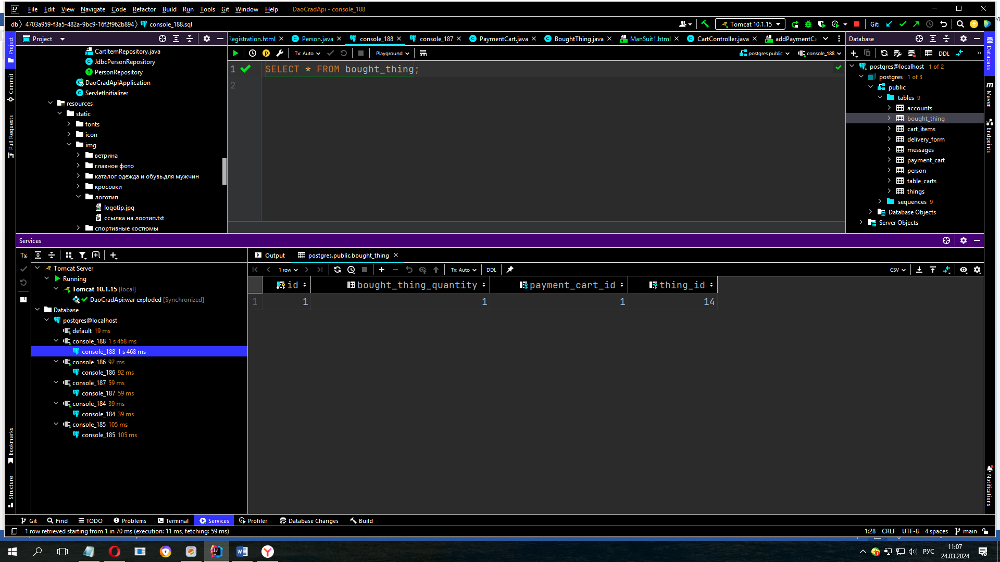 File Edit View Navigate Code Refactor Build Run Tools Git Window Help DaoCradApi - console_188
db 4703a959-f3a5-482a-9bc9-16f2f962b894 console_188.sql Tomcat 10.1.15 Git:
Project Registration.html Person.java console_188 console_187 PaymentCart.java BoughtThing.java ManSuit1.html CartController.java addPaymentCa Database
Tx: Auto Playground postgres.public console_188 DDL
Project
Commit
Pull Requests
CartItemRepository.java
JdbcPersonRepository
PersonRepository
DaoCradApiApplication
ServletInitializer
resources
static
fonts
icon
img
ветрина
главное фото
каталог одежда и обувь.для мужчин
кросовки
логотип
logotip.jpg
ссылка на лоотип.txt
спортивные костюмы
1 SELECT * FROM bought_thing;
2
postgres@localhost 1 of 2
postgres 1 of 3
public
tables 9
accounts
bought_thing
cart_items
delivery_form
messages
payment_cart
person
table_carts
things
sequences 9
Database Objects
Server Objects
Database
Maven
Endpoints
Services
Tx
Tomcat Server
Running
Tomcat 10.1.15 [local]
DaoCradApi:war exploded [Synchronized]
Database
postgres@localhost
default 19 ms
console_188 1 s 468 ms
console_188 1 s 468 ms
console_186 92 ms
console_186 92 ms
console_187 59 ms
console_187 59 ms
console_184 39 ms
console_184 39 ms
console_185 105 ms
console_185 105 ms
Output postgres.public.bought_thing
1 row Tx: Auto DDL CSV
id bought_thing_quantity payment_cart_id thing_id
1 1 1 1 14
Bookmarks
Structure
Notifications
Git Find TODO Problems Terminal Services Profiler Database Changes Build
1 row retrieved starting from 1 in 70 ms (execution: 11 ms, fetching: 59 ms) 1:28 CRLF UTF-8 4 spaces main
РУС 11:07
24.03.2024